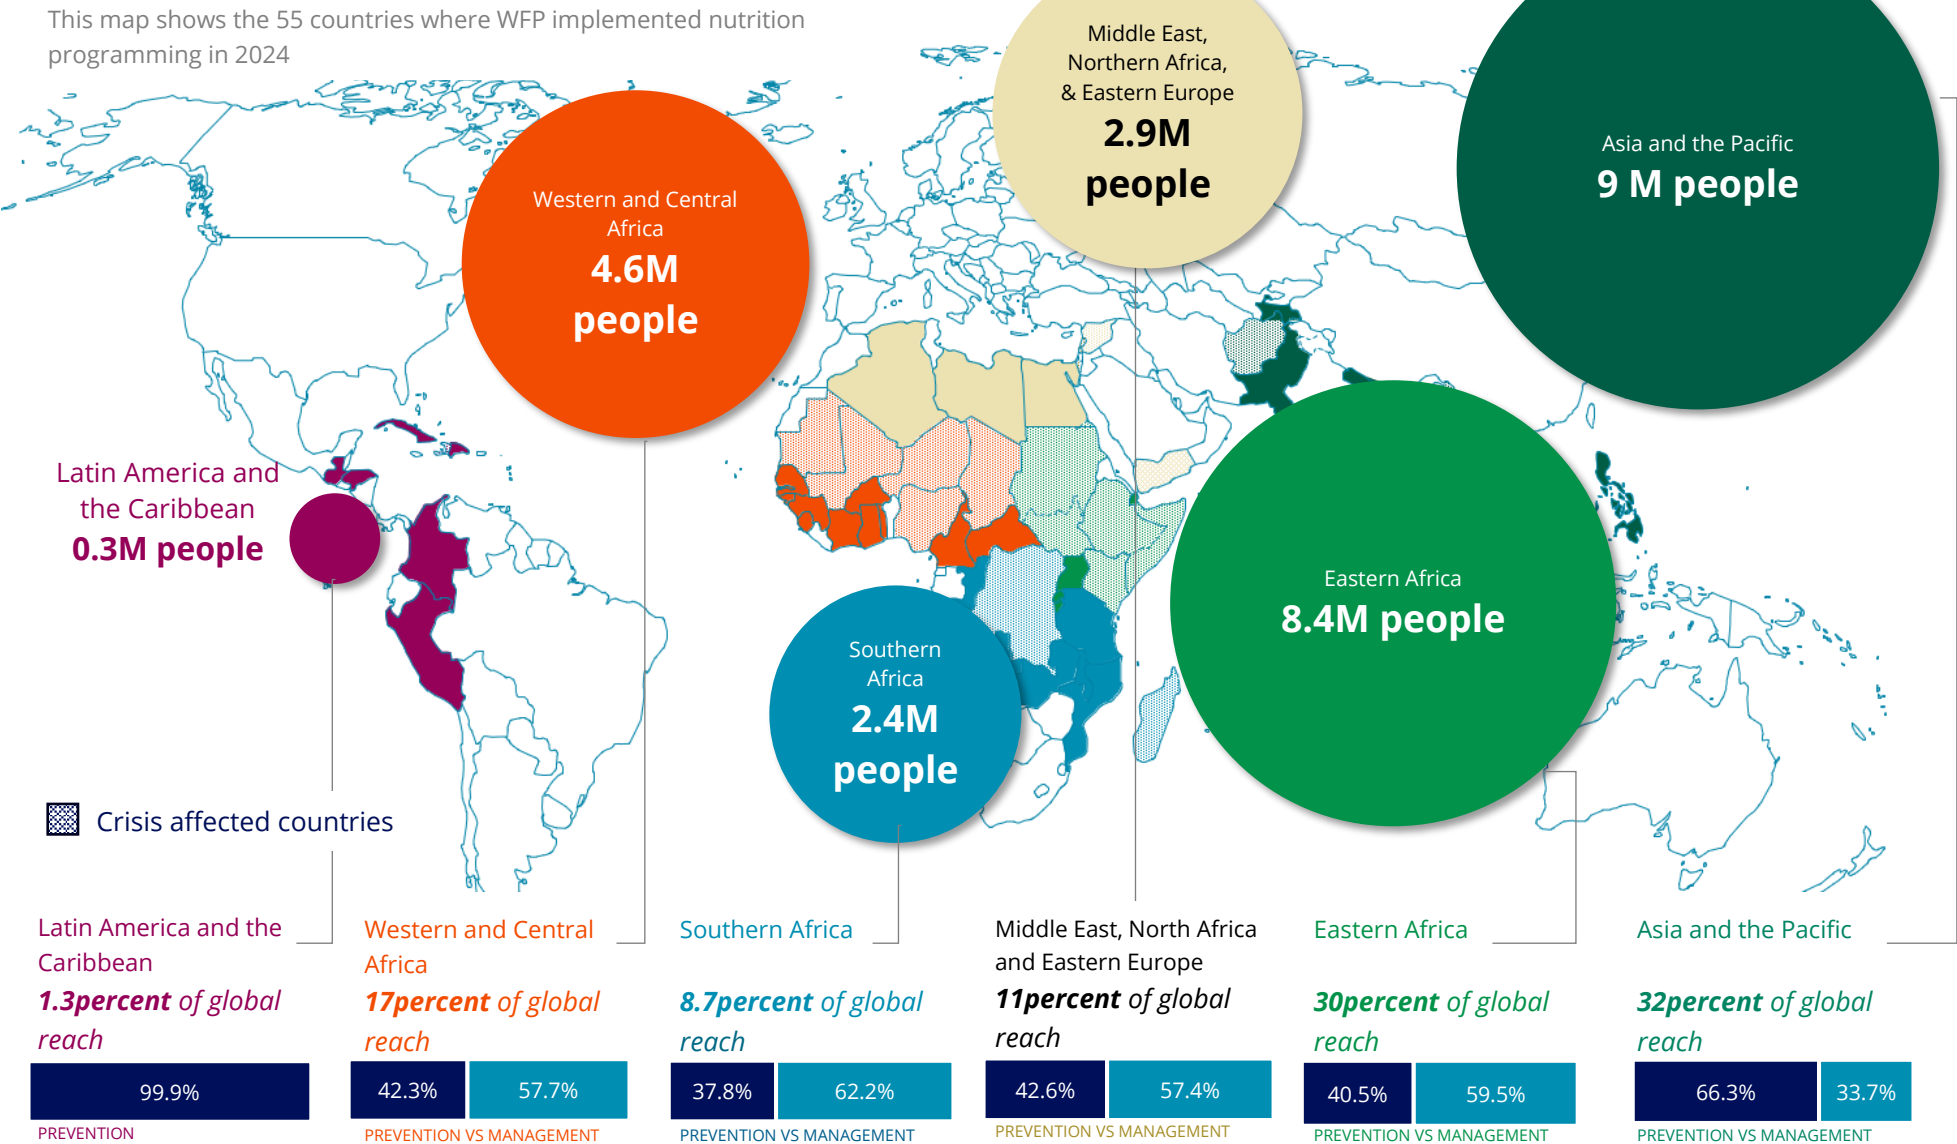 This map shows the 55 countries where WFP implemented nutrition
programming in 2024
Middle East,
Northern Africa,
& Eastern Europe
2.9M
people
Asia and the Pacific
9 M people
Western and Central
Africa
4.6M
people
Latin America and
the Caribbean
0.3M people
Eastern Africa
8.4M people
Southern
Africa
2.4M
people
Crisis affected countries
Latin America and the
Caribbean
1.3percent of global
reach
99.9%
PREVENTION
Western and Central
Africa
17percent of global
reach
42.3%
57.7%
PREVENTION VS MANAGEMENT
Southern Africa
8.7percent of global
reach
37.8%
62.2%
PREVENTION VS MANAGEMENT
Middle East, North Africa
and Eastern Europe
11percent of global
reach
42.6%
57.4%
PREVENTION VS MANAGEMENT
Eastern Africa
30percent of global
reach
40.5%
59.5%
PREVENTION VS MANAGEMENT
Asia and the Pacific
32percent of global
reach
66.3%
33.7%
PREVENTION VS MANAGEMENT